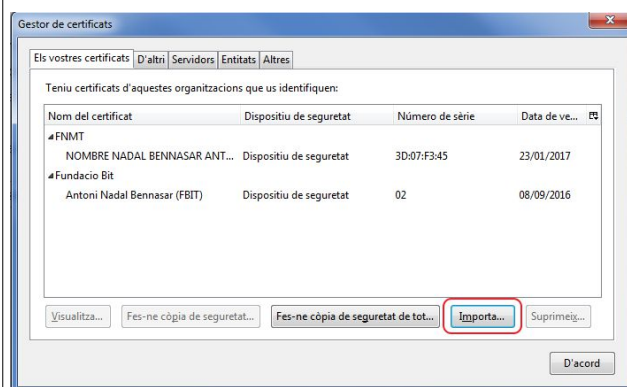 Gestor de certificats
Els vostres certificats D'altri Servidors Entitats Altres
Teniu certificats d'aquestes organitzacions que us identifiquen:
Nom del certificat Dispositiu de seguretat Número de sèrie Data de ve...
FNMT
NOMBRE NADAL BENNASAR ANT... Dispositiu de seguretat 3D:07:F3:45 23/01/2017
Fundacio Bit
Antoni Nadal Bennasar (FBIT) Dispositiu de seguretat 02 08/09/2016
Visualitza... Fes-ne còpia de seguretat... Fes-ne còpia de seguretat de tot... Importa... Suprimeix...
D'acord